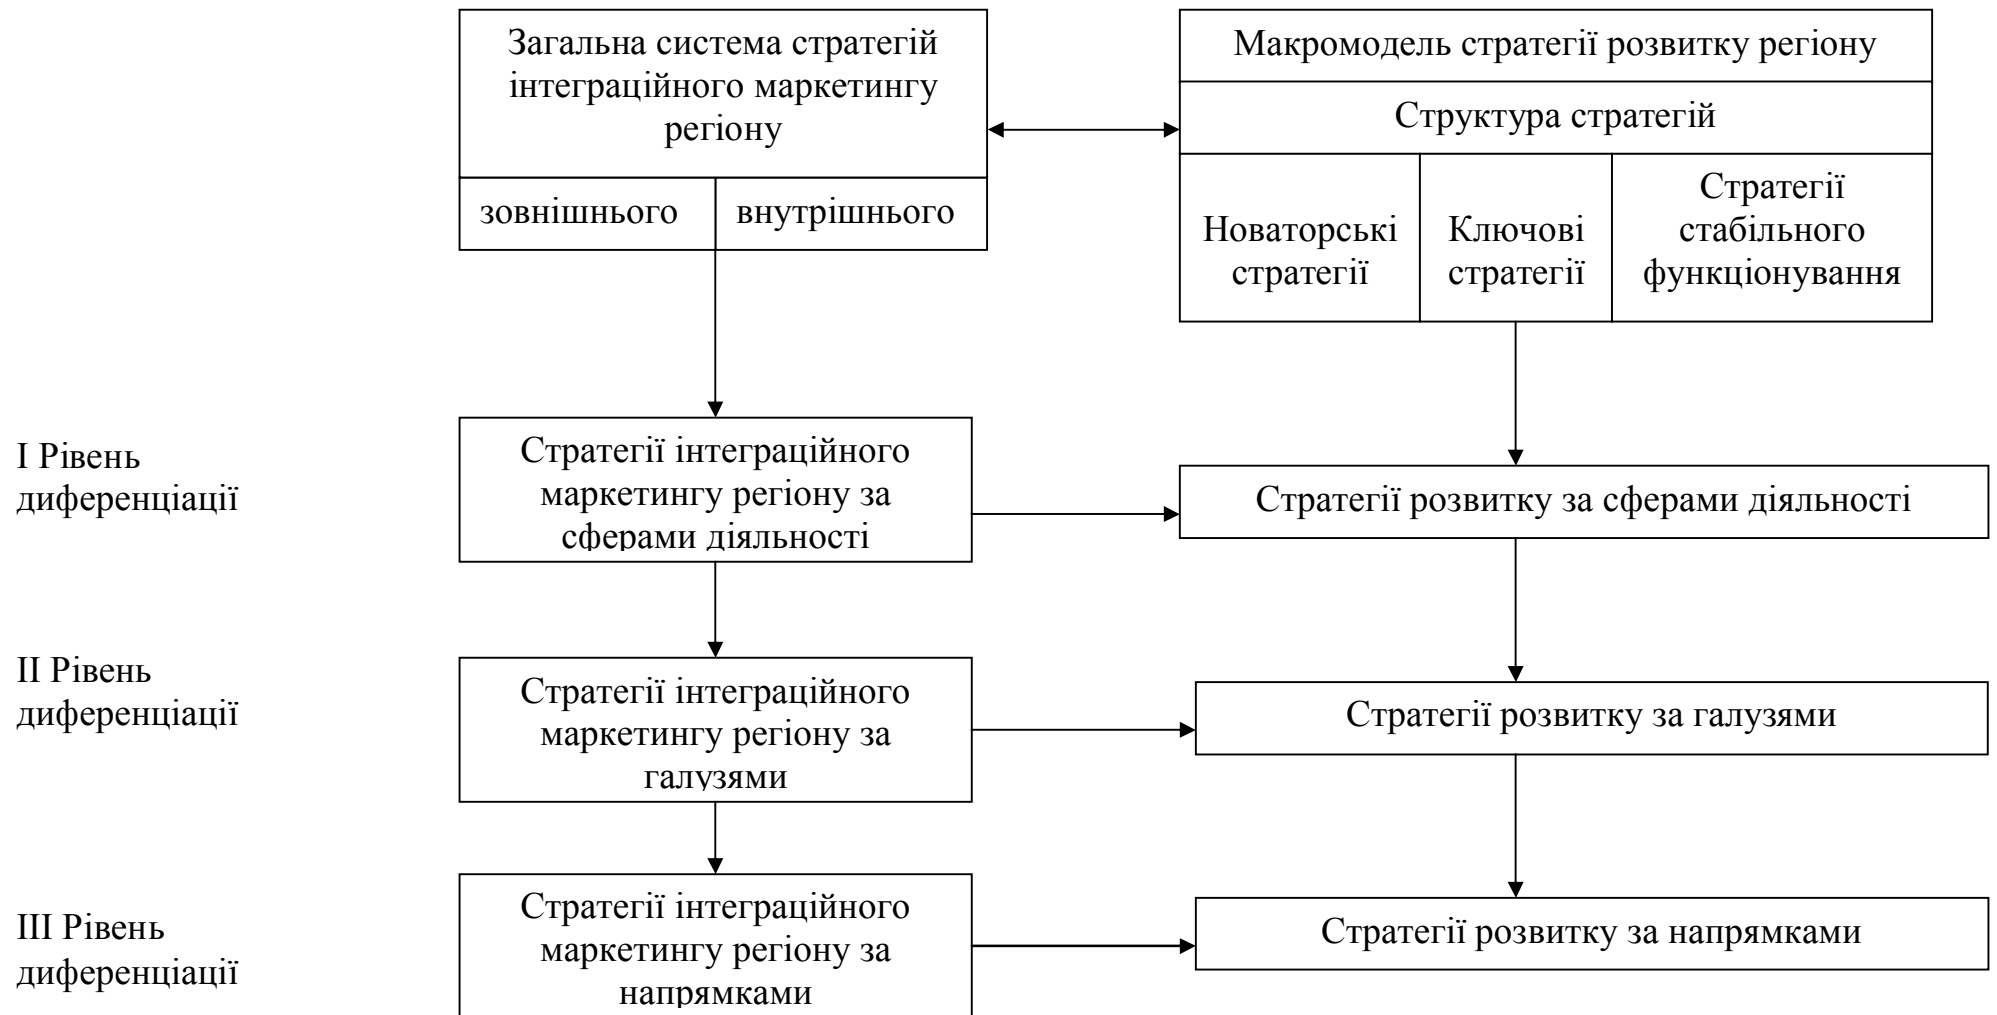 Загальна система стратегій
інтеграційного маркетингу
регіону
зовнішнього
внутрішнього
Макромодель стратегії розвитку регіону
Структура стратегій
Новаторські
стратегії
Ключові
стратегії
Стратегії
стабільного
функціонування
I Рівень
диференціації
Стратегії інтеграційного
маркетингу регіону за
сферами діяльності
Стратегії розвитку за сферами діяльності
II Рівень
диференціації
Стратегії інтеграційного
маркетингу регіону за
галузями
Стратегії розвитку за галузями
III Рівень
диференціації
Стратегії інтеграційного
маркетингу регіону за
напрямками
Стратегії розвитку за напрямками